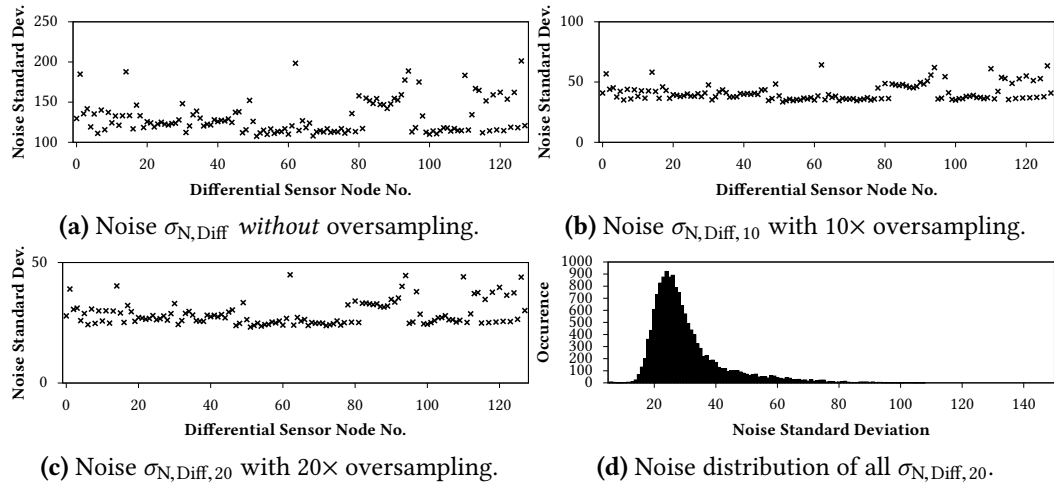 Noise Standard Dev.
250
200
150
100
0 20 40 60 80 100 120
Differential Sensor Node No.
(a) Noise σN,Diff without oversampling.
Noise Standard Dev.
100
50
0
0 20 40 60 80 100 120
Differential Sensor Node No.
(b) Noise σN,Diff,10 with 10× oversampling.
Noise Standard Dev.
50
0
0 20 40 60 80 100 120
Differential Sensor Node No.
(c) Noise σN,Diff,20 with 20× oversampling.
Occurence
1000
900
800
700
600
500
400
300
200
100
0
20 40 60 80 100 120 140
Noise Standard Deviation
(d) Noise distribution of all σN,Diff,20.